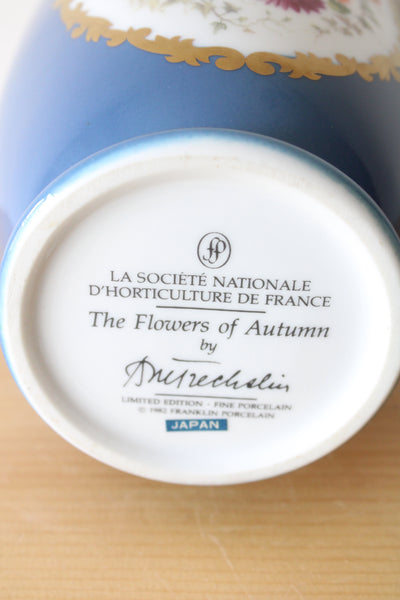 LA SOCIÉTÉ NATIONALE
D'HORTICULTURE DE FRANCE
The Flowers of Autumn
by
LIMITED EDITION - FINE PORCELAIN
© 1982 FRANKLIN PORCELAIN
JAPAN